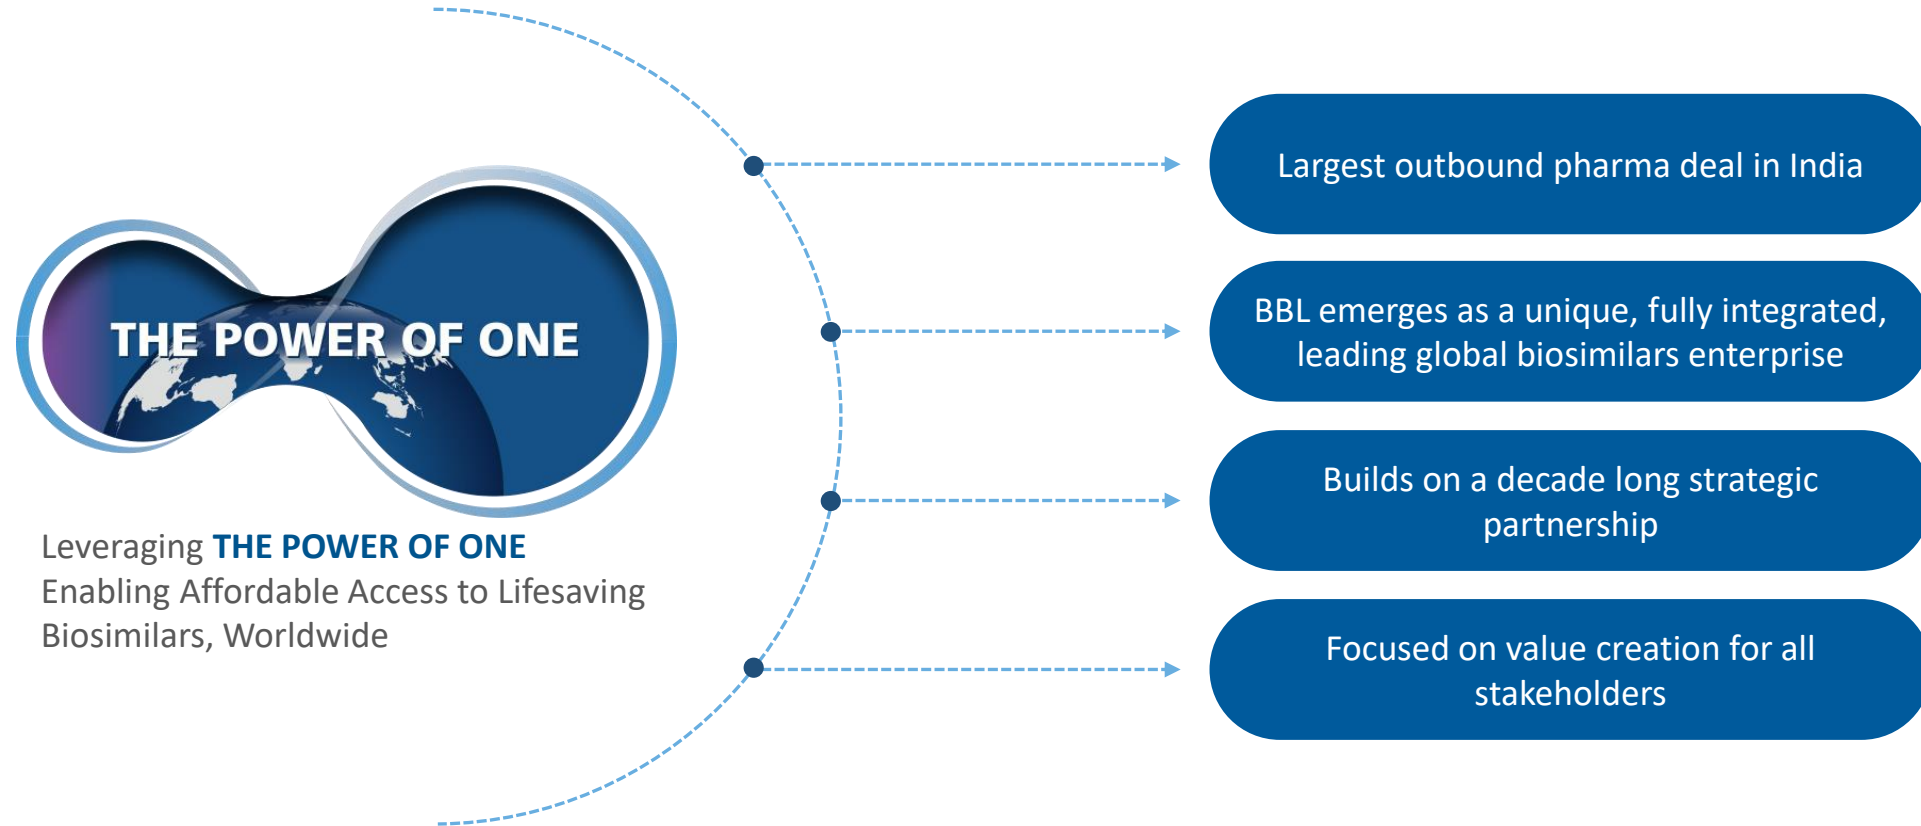 THE POWER OF ONE
Leveraging THE POWER OF ONE
Enabling Affordable Access to Lifesaving
Biosimilars, Worldwide
Largest outbound pharma deal in India
BBL emerges as a unique, fully integrated,
leading global biosimilars enterprise
Builds on a decade long strategic
partnership
Focused on value creation for all
stakeholders